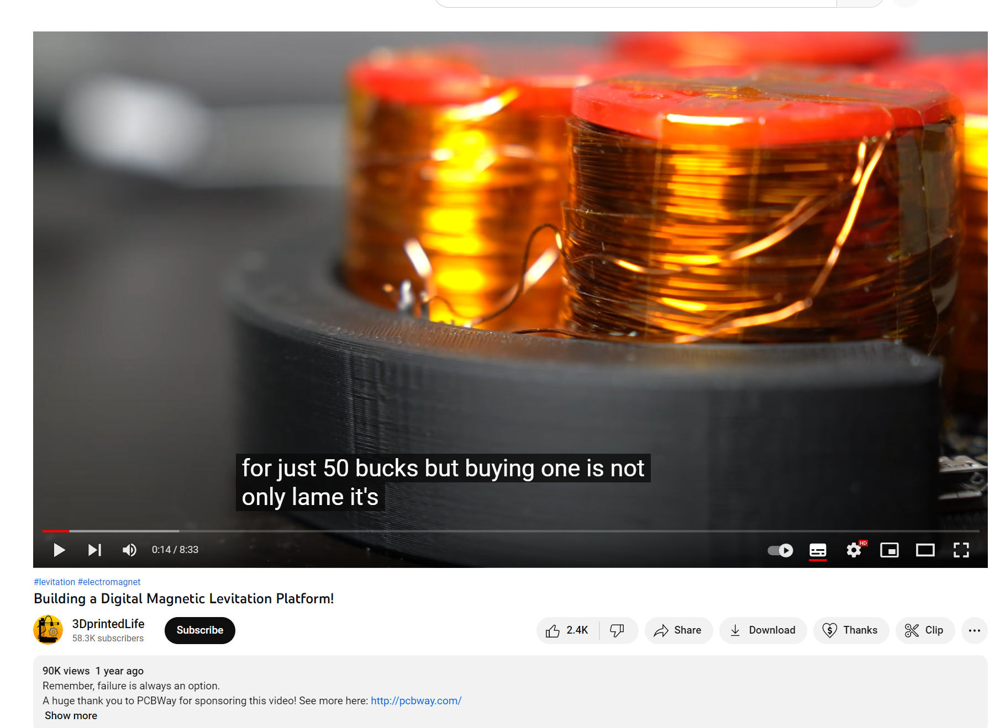 for just 50 bucks but buying one is not
only lame it's
0:14 / 8:33
HD
#levitation #electromagnet
Building a Digital Magnetic Levitation Platform!
3DprintedLife
58.3K subscribers
Subscribe
2.4K
Share
Download
Thanks
Clip
90K views 1 year ago
Remember, failure is always an option.
A huge thank you to PCBWay for sponsoring this video! See more here: http://pcbway.com/
Show more